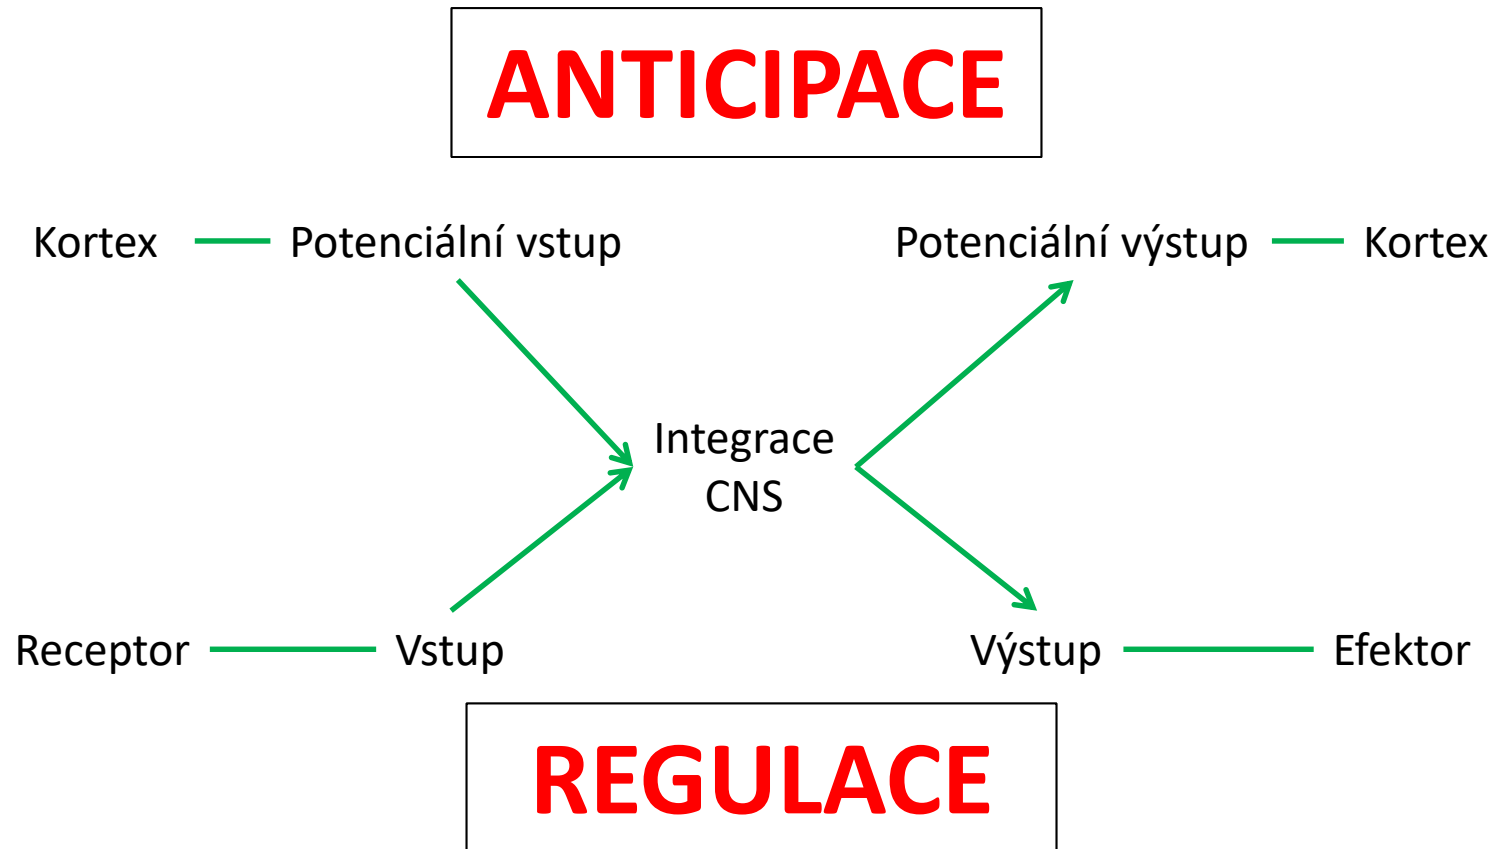 ANTICIPACE
Kortex
Potenciální vstup
Potenciální výstup
Kortex
Integrace
CNS
Receptor
Vstup
Výstup
Efektor
REGULACE